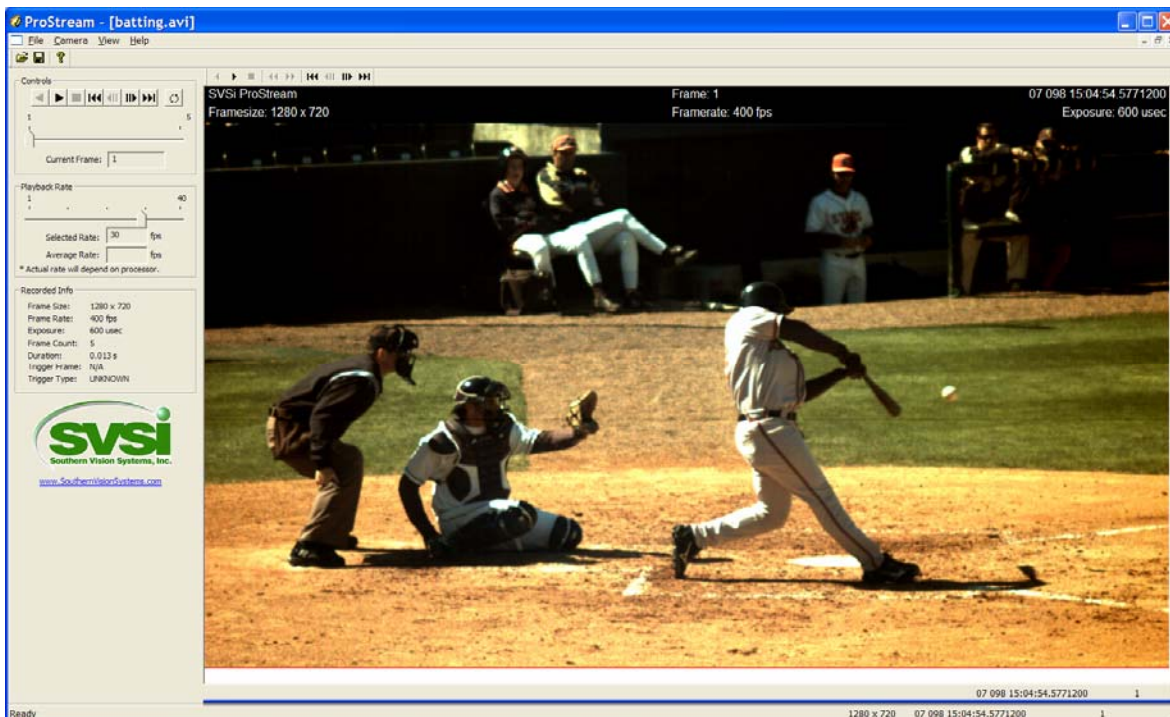 ProStream - [batting.avi]
File Camera View Help
Controls
1 5
Current Frame: 1
Playback Rate
1 40
Selected Rate: 30 fps
Average Rate: fps
* Actual rate will depend on processor.
Recorded Info
Frame Size: 1280 x 720
Frame Rate: 400 fps
Exposure: 600 usec
Frame Count: 5
Duration: 0.013 s
Trigger Frame: N/A
Trigger Type: UNKNOWN
SVSi
Southern Vision Systems, Inc.
www.SouthernVisionSystems.com
SVSi ProStream Frame: 1 07 098 15:04:54.5771200
Framesize: 1280 x 720 Framerate: 400 fps Exposure: 600 usec
07 098 15:04:54.5771200 1
Ready 1280 x 720 07 098 15:04:54.5771200 1